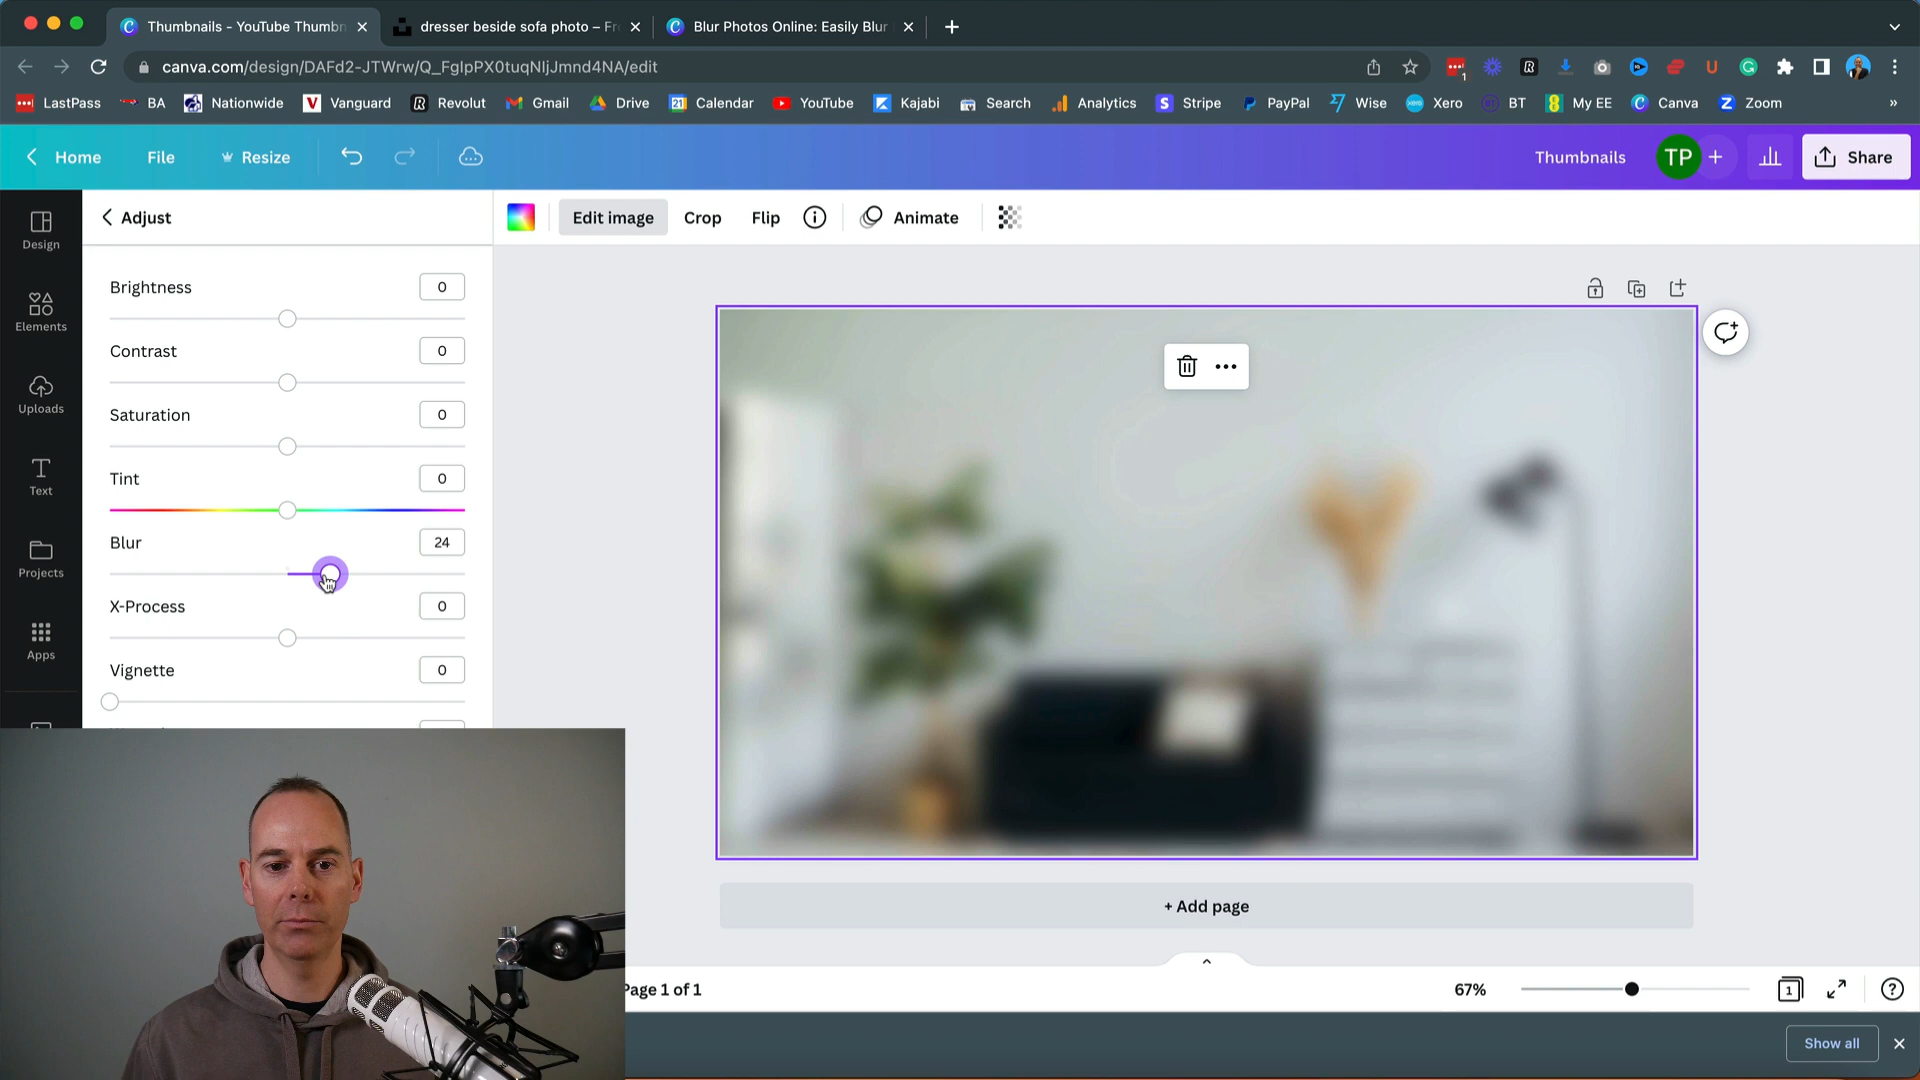 Thumbnails - YouTube Thumbn
dresser beside sofa photo – Fr
Blur Photos Online: Easily Blur
canva.com/design/DAFd2-JTWrw/Q_FgIpPX0tuqNIjJmnd4NA/edit
1
LastPass
BA
Nationwide
Vanguard
Revolut
Gmail
Drive
21
Calendar
YouTube
Kajabi
Search
Analytics
Stripe
PayPal
Wise
Xero
BT
My EE
Canva
Zoom
»
Home
File
Resize
Thumbnails
TP
Share
Design
Elements
Uploads
Text
Projects
Apps
Adjust
Edit image
Crop
Flip
Animate
Brightness
0
Contrast
0
Saturation
0
Tint
0
Blur
24
X-Process
0
Vignette
0
+ Add page
Page 1 of 1
67%
1
Show all